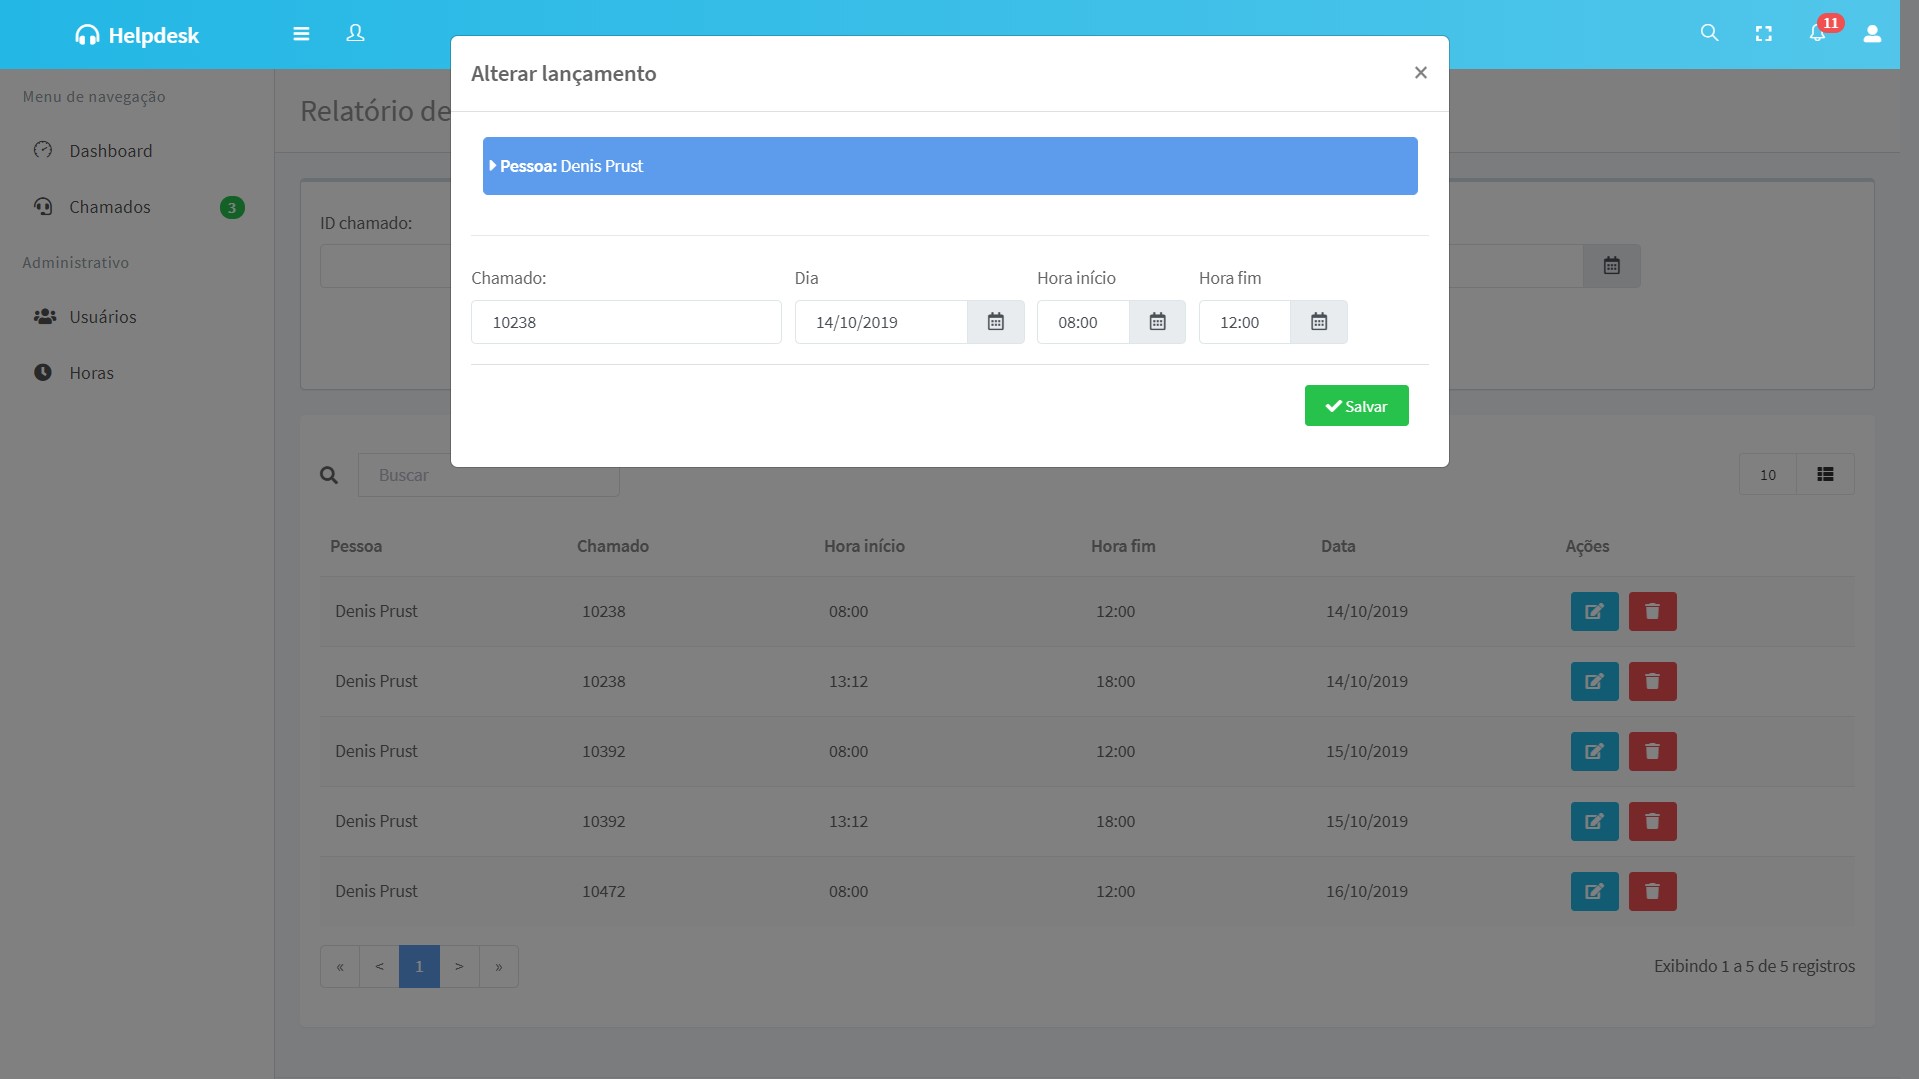 Helpdesk
11
Alterar lançamento
×
Menu de navegação
Relatório de
Dashboard
Pessoa: Denis Prust
Chamados 3
ID chamado:
Administrativo
Chamado: Dia Hora início Hora fim
10238 14/10/2019 08:00 12:00
Usuários
Horas
Salvar
Buscar 10
Pessoa Chamado Hora início Hora fim Data Ações
Denis Prust 10238 08:00 12:00 14/10/2019
Denis Prust 10238 13:12 18:00 14/10/2019
Denis Prust 10392 08:00 12:00 15/10/2019
Denis Prust 10392 13:12 18:00 15/10/2019
Denis Prust 10472 08:00 12:00 16/10/2019
« < 1 > » Exibindo 1 a 5 de 5 registros